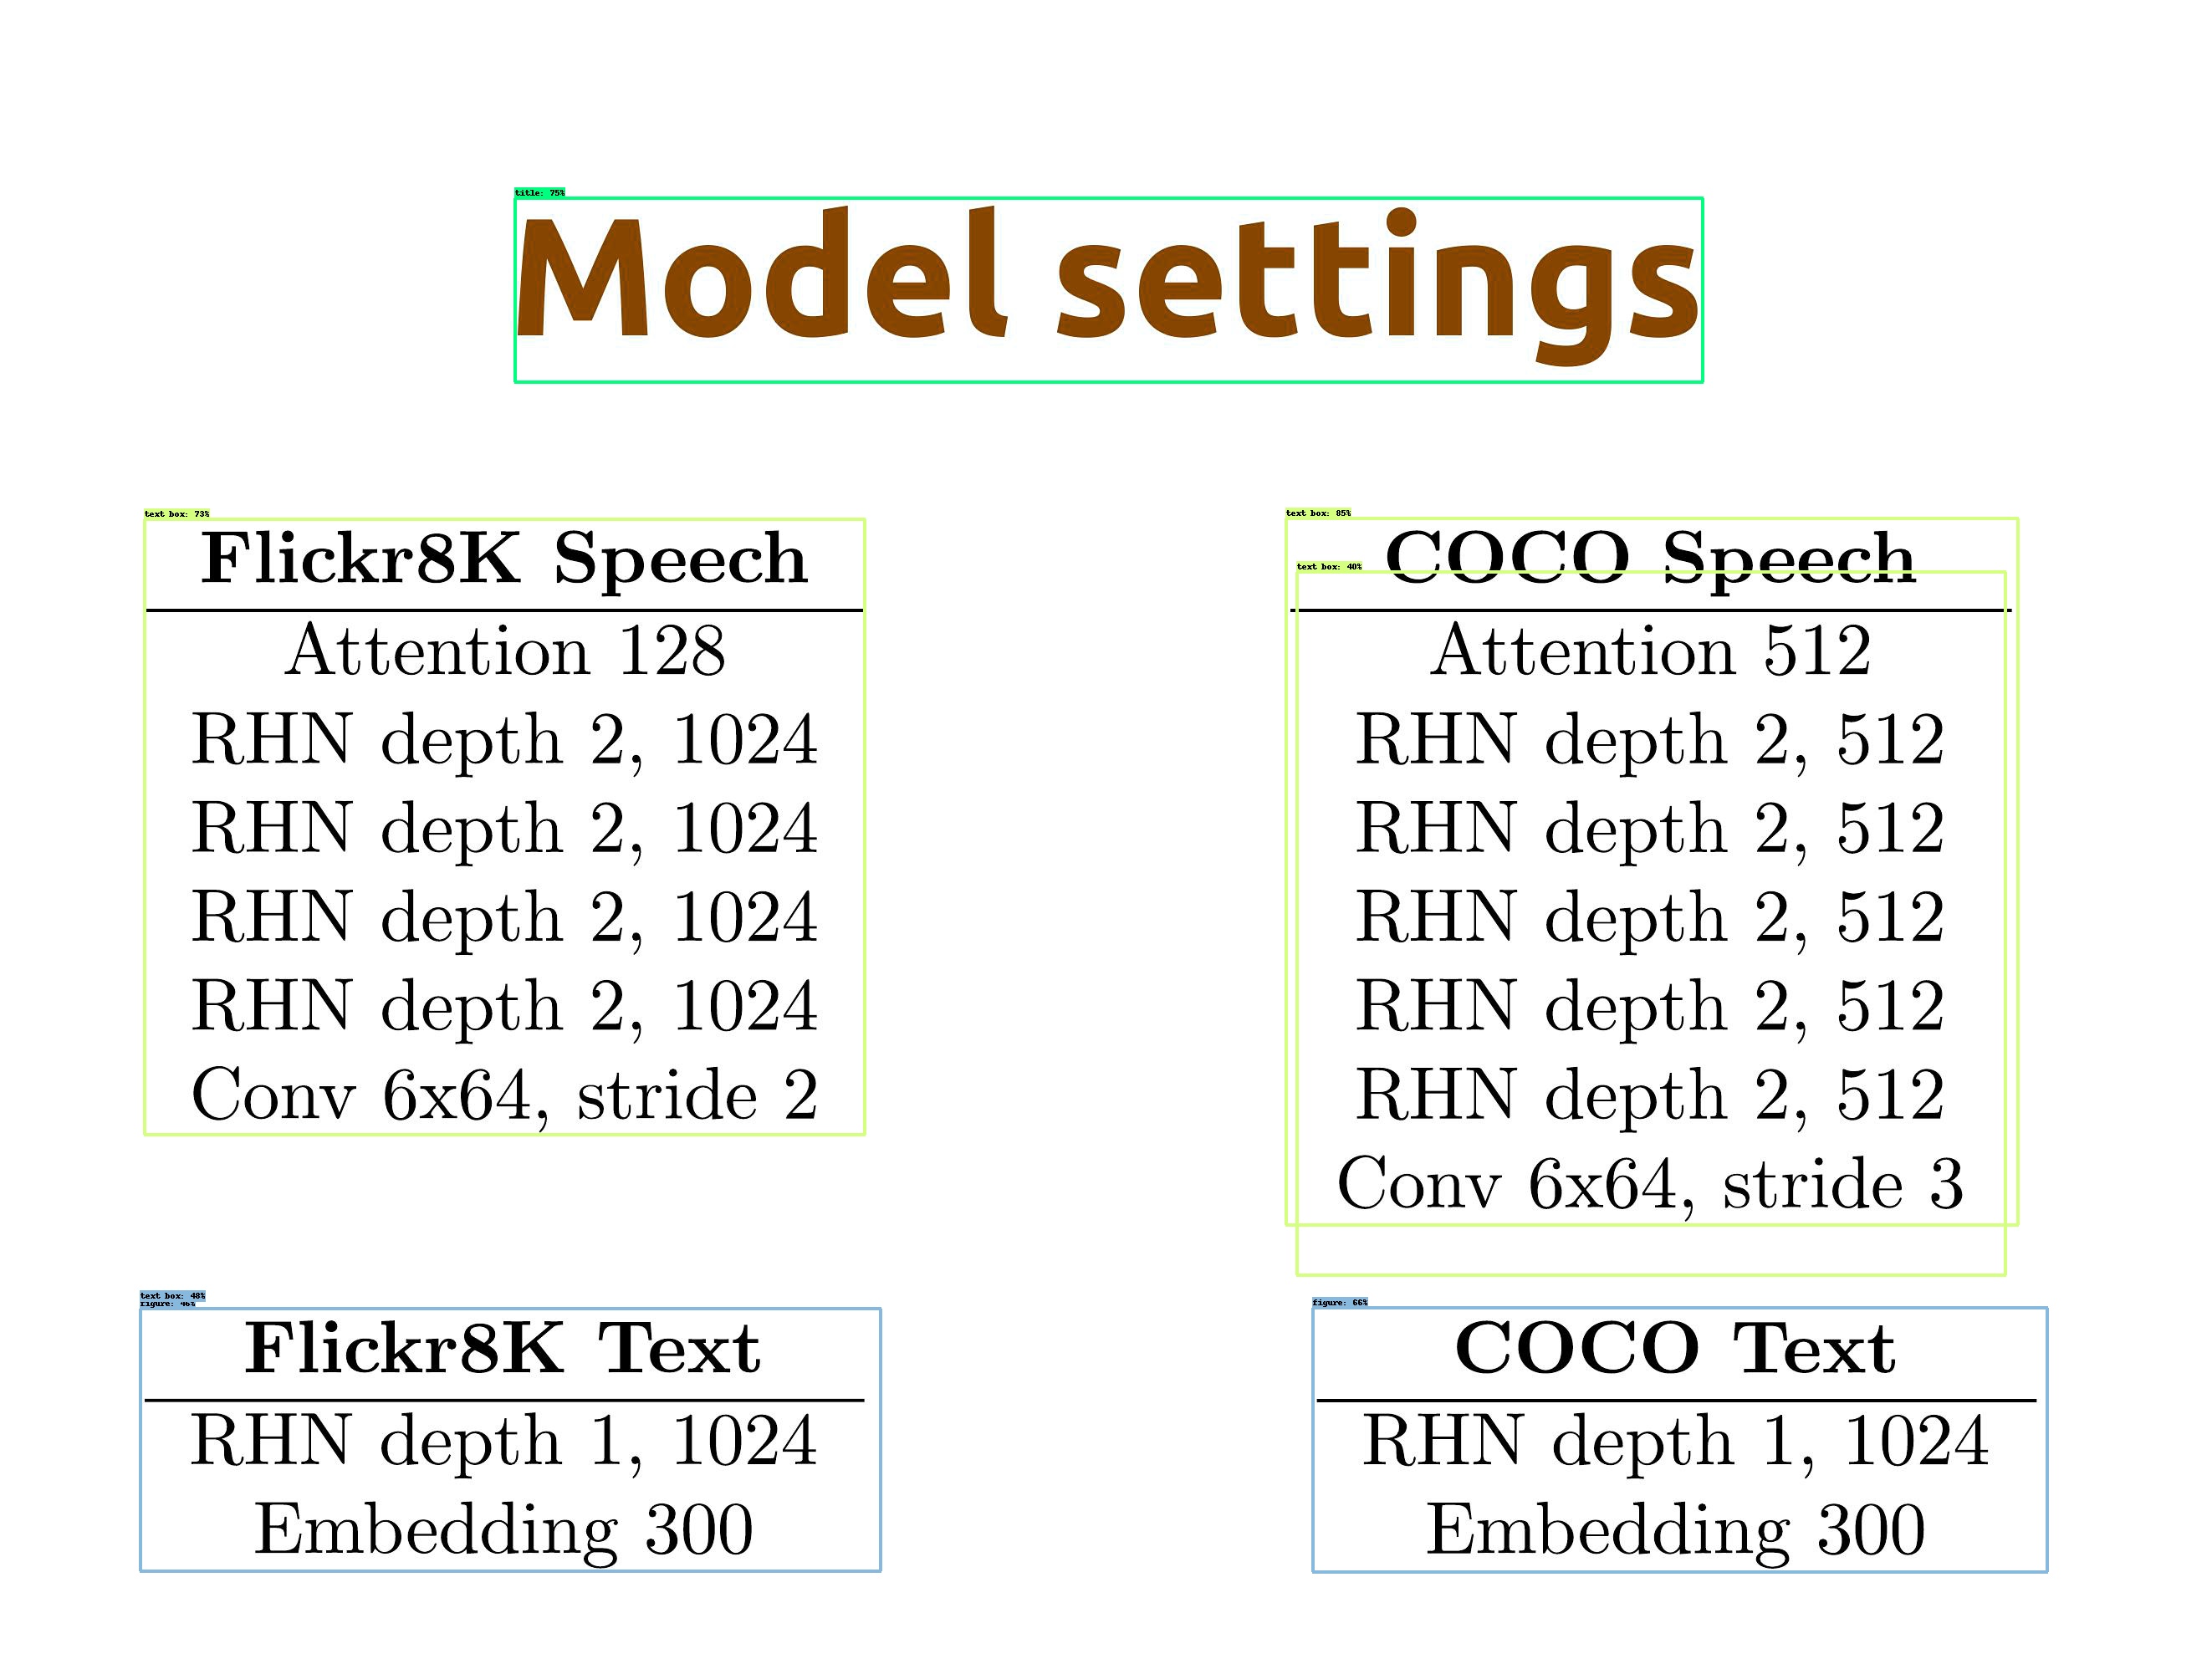 title: 75%
Model settings
text box: 73%
Flickr8K Speech
Attention 128
RHN depth 2, 1024
RHN depth 2, 1024
RHN depth 2, 1024
RHN depth 2, 1024
Conv 6x64, stride 2
text box: 85%
COCO Speech
text box: 40%
Attention 512
RHN depth 2, 512
RHN depth 2, 512
RHN depth 2, 512
RHN depth 2, 512
RHN depth 2, 512
Conv 6x64, stride 3
text box: 48%
figure: 46%
Flickr8K Text
RHN depth 1, 1024
Embedding 300
figure: 66%
COCO Text
RHN depth 1, 1024
Embedding 300